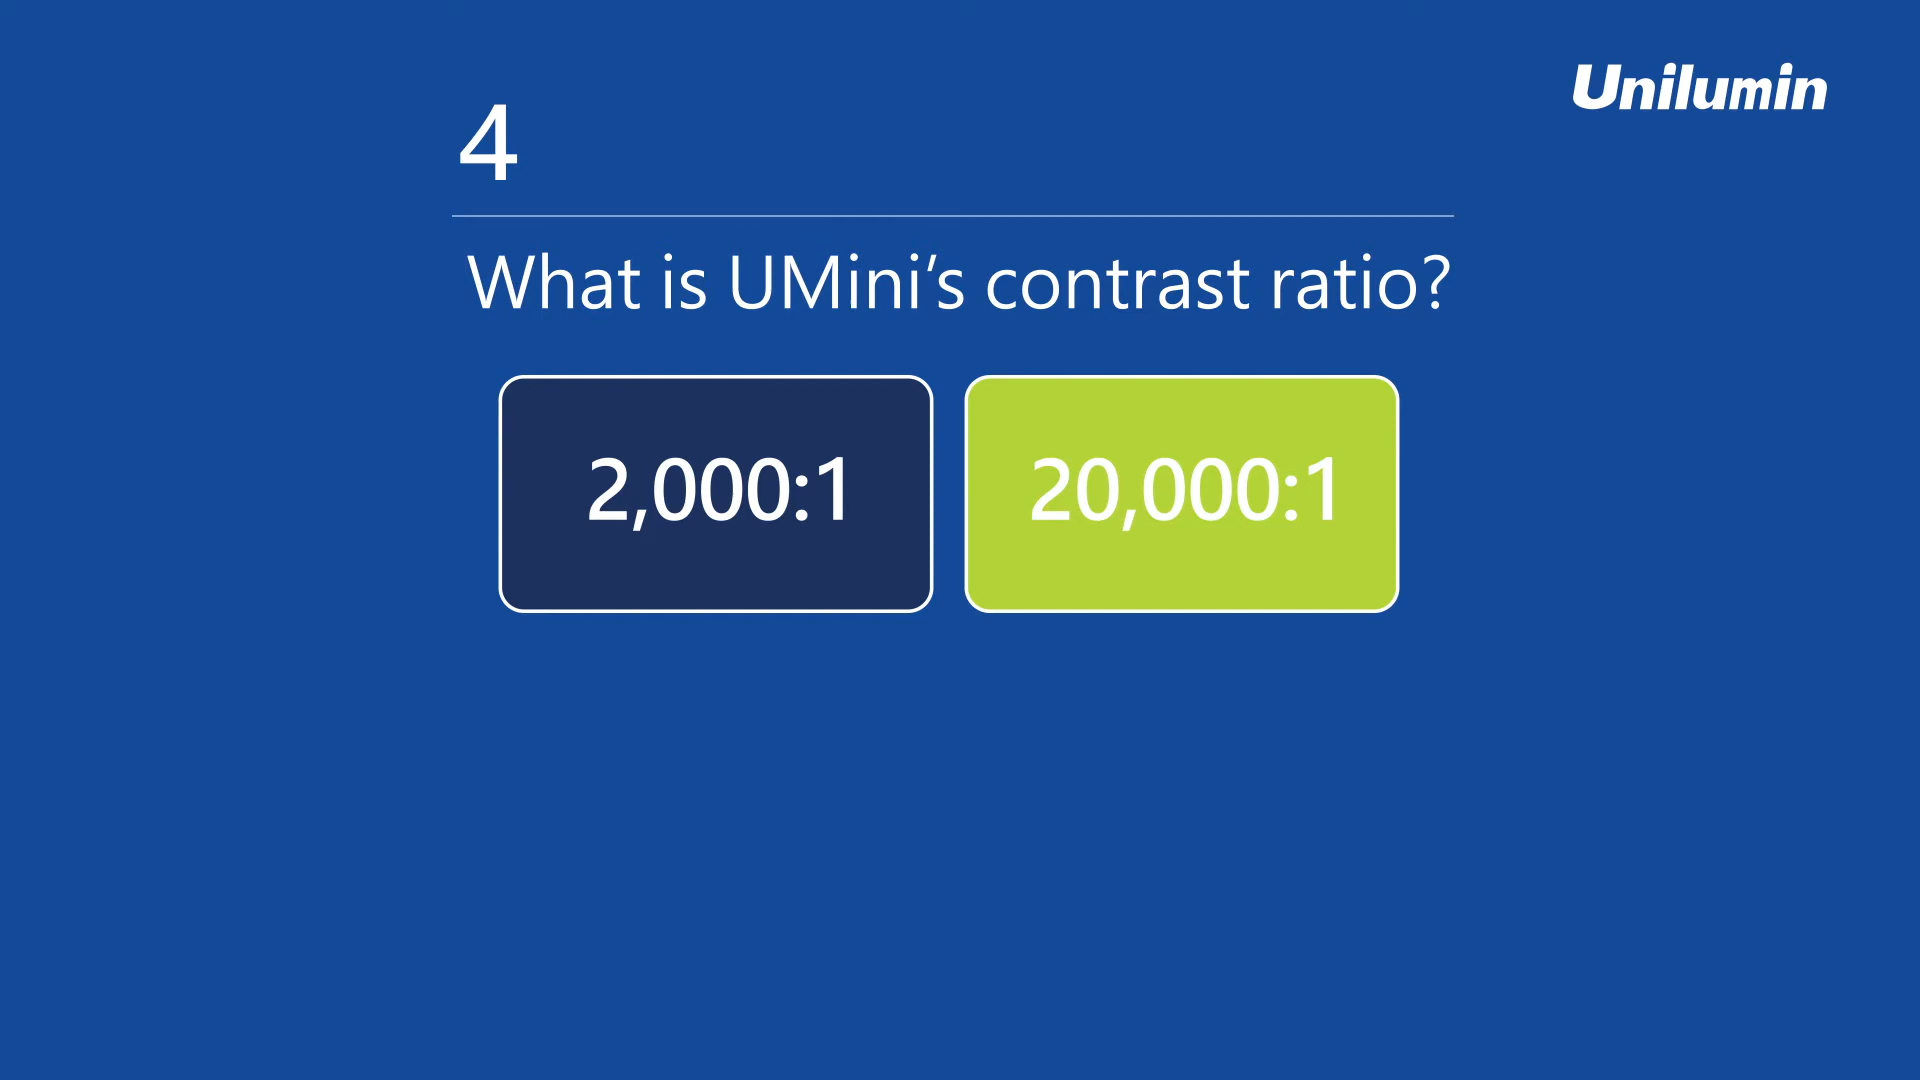 Unilumin
4
What is UMini’s contrast ratio?
2,000:1
20,000:1